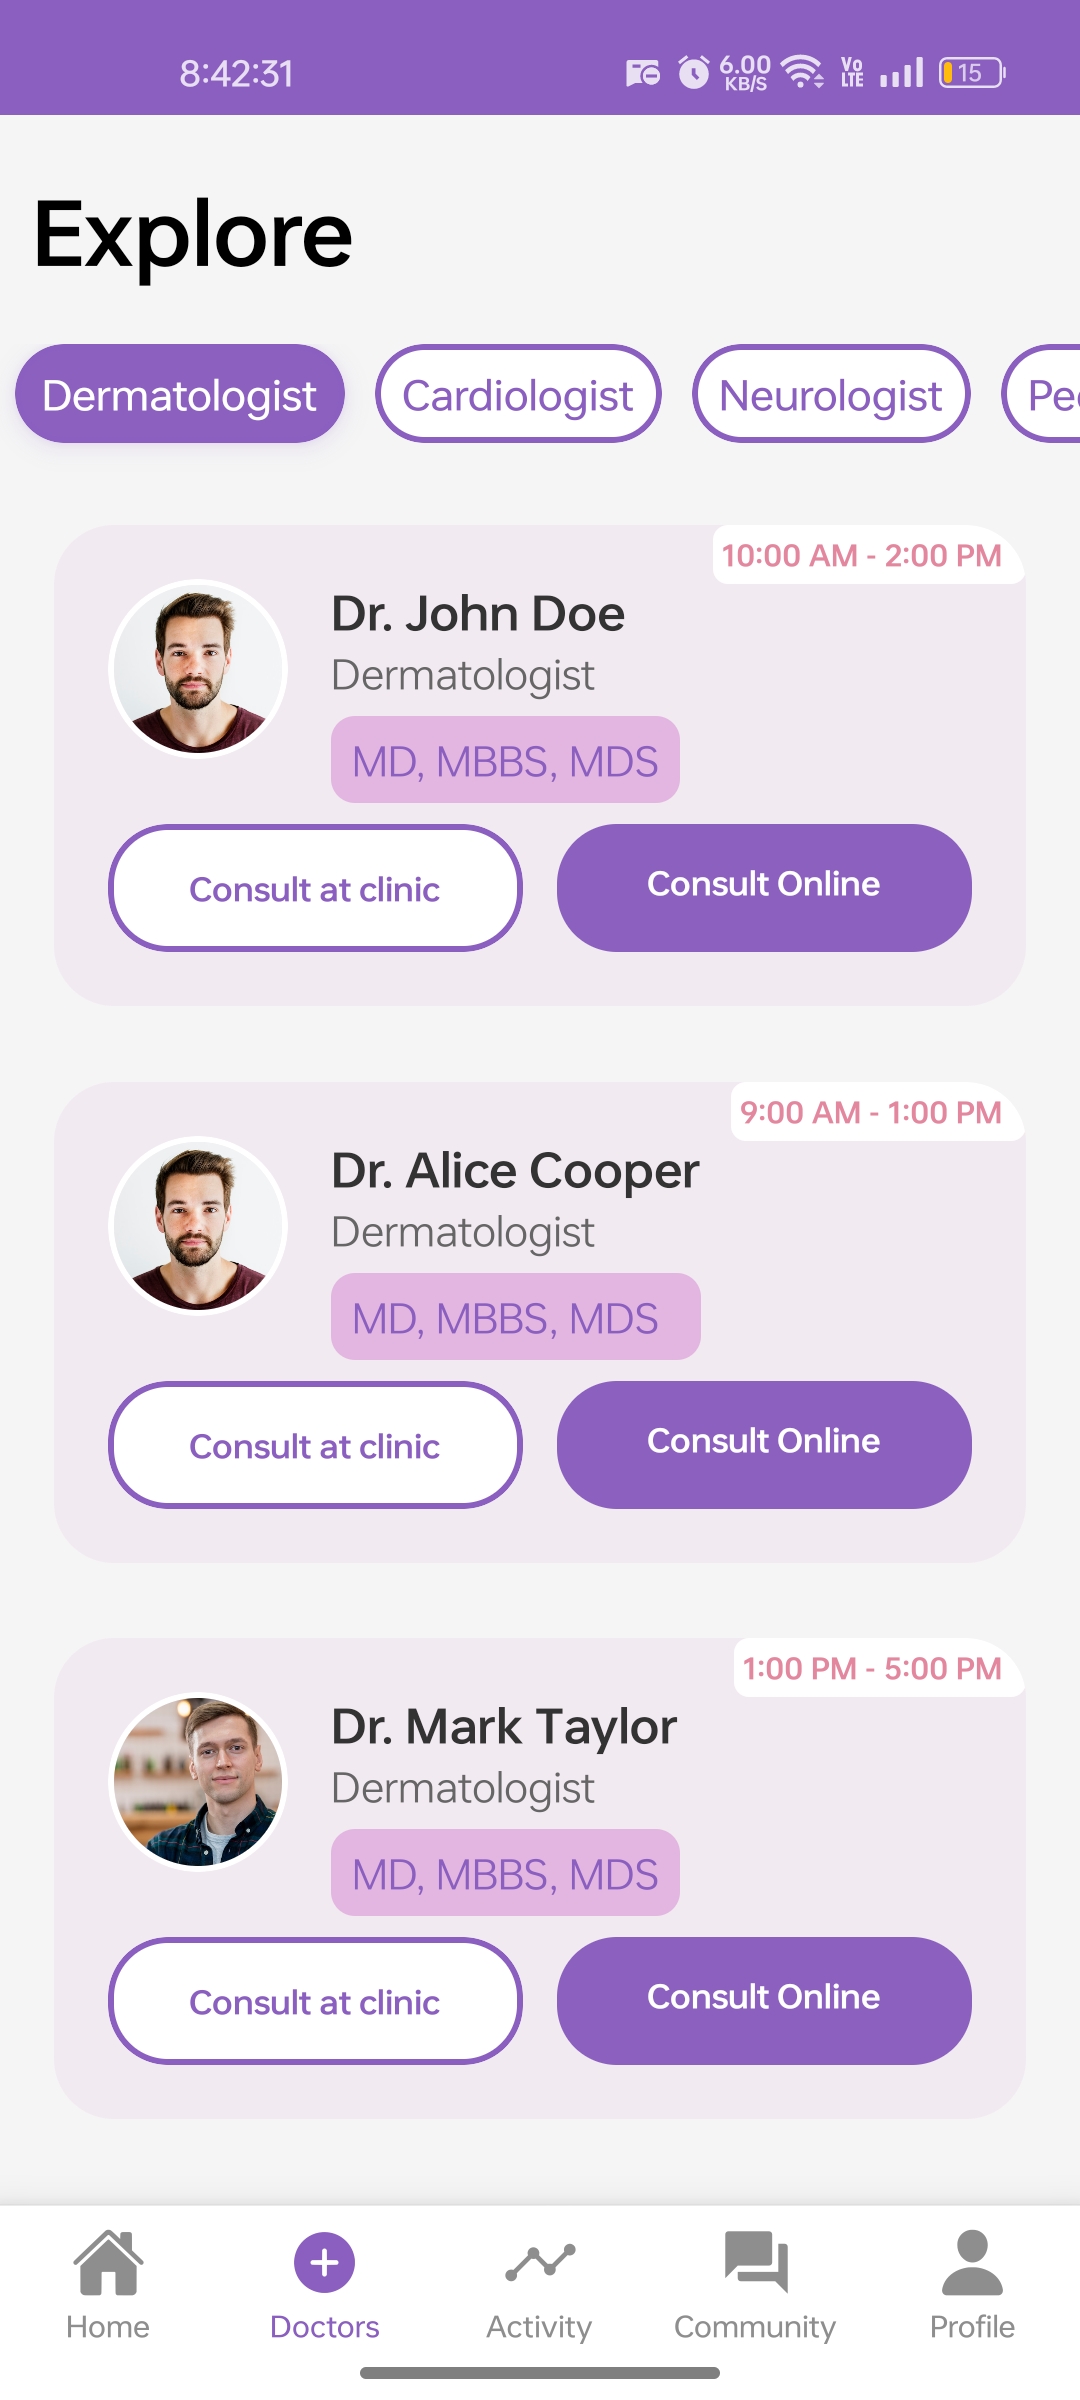 8:42:31
6.00
KB/S
Vo
LTE
15
Explore
Dermatologist Cardiologist Neurologist
10:00 AM - 2:00 PM
Dr. John Doe
Dermatologist
MD, MBBS, MDS
Consult at clinic Consult Online
9:00 AM - 1:00 PM
Dr. Alice Cooper
Dermatologist
MD, MBBS, MDS
Consult at clinic Consult Online
1:00 PM - 5:00 PM
Dr. Mark Taylor
Dermatologist
MD, MBBS, MDS
Consult at clinic Consult Online
Home Doctors Activity Community Profile